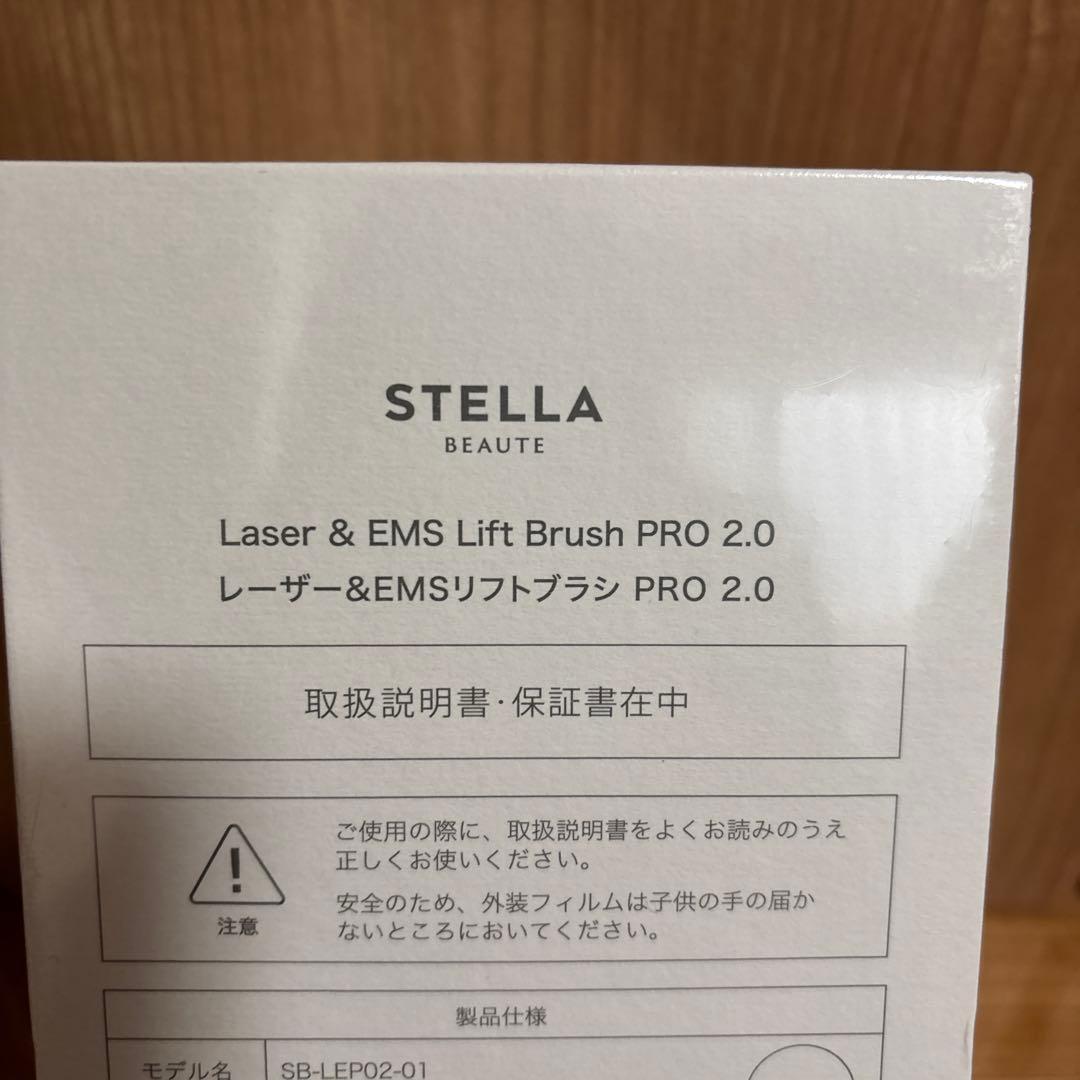 STELLA
BEAUTE
Laser & EMS Lift Brush PRO 2.0
レーザー&EMSリフトブラシ PRO 2.0
取扱説明書·保証書在中
ご使用の際に、取扱説明書をよくお読みのうえ
正しくお使いください。
安全のため、外装フィルムは子供の手の届か
ないところにおいてください。
注意
製品仕様
モデル名 SB-LEP02-01